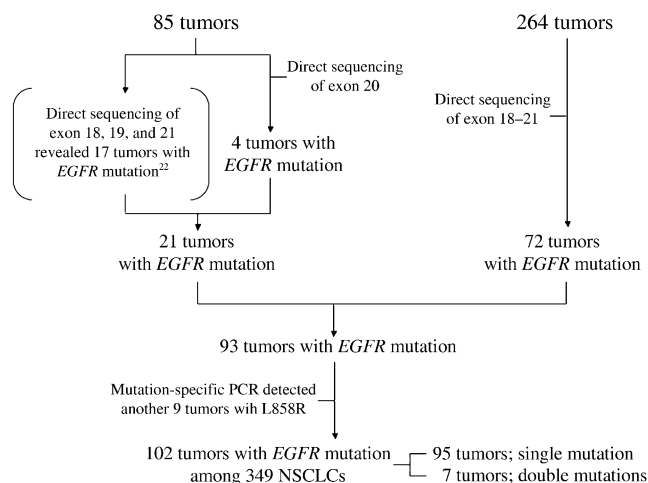 85 tumors
264 tumors
Direct sequencing
of exon 20
Direct sequencing of
exon 18, 19, and 21
revealed 17 tumors with
EGFR mutation22
4 tumors with
EGFR mutation
Direct sequencing
of exon 18–21
21 tumors
with EGFR mutation
72 tumors
with EGFR mutation
93 tumors with EGFR mutation
Mutation-specific PCR detected
another 9 tumors wih L858R
102 tumors with EGFR mutation
among 349 NSCLCs
95 tumors; single mutation
7 tumors; double mutations